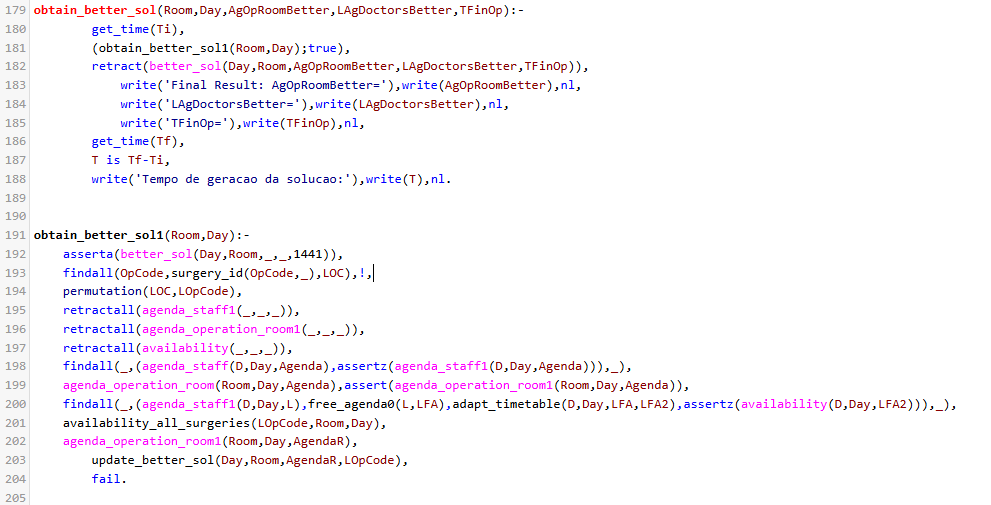 179 obtain_better_sol(Room,Day,AgOpRoomBetter,LAgDoctorsBetter,TFinOp):-
180         get_time(Ti),
181         (obtain_better_sol1(Room,Day);true),
182         retract(better_sol(Day,Room,AgOpRoomBetter,LAgDoctorsBetter,TFinOp)),
183             write('Final Result: AgOpRoomBetter='),write(AgOpRoomBetter),nl,
184             write('LAgDoctorsBetter='),write(LAgDoctorsBetter),nl,
185             write('TFinOp='),write(TFinOp),nl,
186         get_time(Tf),
187         T is Tf-Ti,
188         write('Tempo de geracao da solucao:'),write(T),nl.
189
190
191 obtain_better_sol1(Room,Day):-
192     asserta(better_sol(Day,Room,_,_,1441)),
193     findall(OpCode,surgery_id(OpCode,_),LOC),!,
194     permutation(LOC,LOpCode),
195     retractall(agenda_staff1(_,_,_)),
196     retractall(agenda_operation_room1(_,_,_)),
197     retractall(availability(_,_,_)),
198     findall(_,(agenda_staff(D,Day,Agenda),assertz(agenda_staff1(D,Day,Agenda))),_),
199     agenda_operation_room(Room,Day,Agenda),assert(agenda_operation_room1(Room,Day,Agenda)),
200     findall(_,(agenda_staff1(D,Day,L),free_agenda0(L,LFA),adapt_timetable(D,Day,LFA,LFA2),assertz(availability(D,Day,LFA2))),_),
201     availability_all_surgeries(LOpCode,Room,Day),
202     agenda_operation_room1(Room,Day,AgendaR),
203         update_better_sol(Day,Room,AgendaR,LOpCode),
204         fail.
205